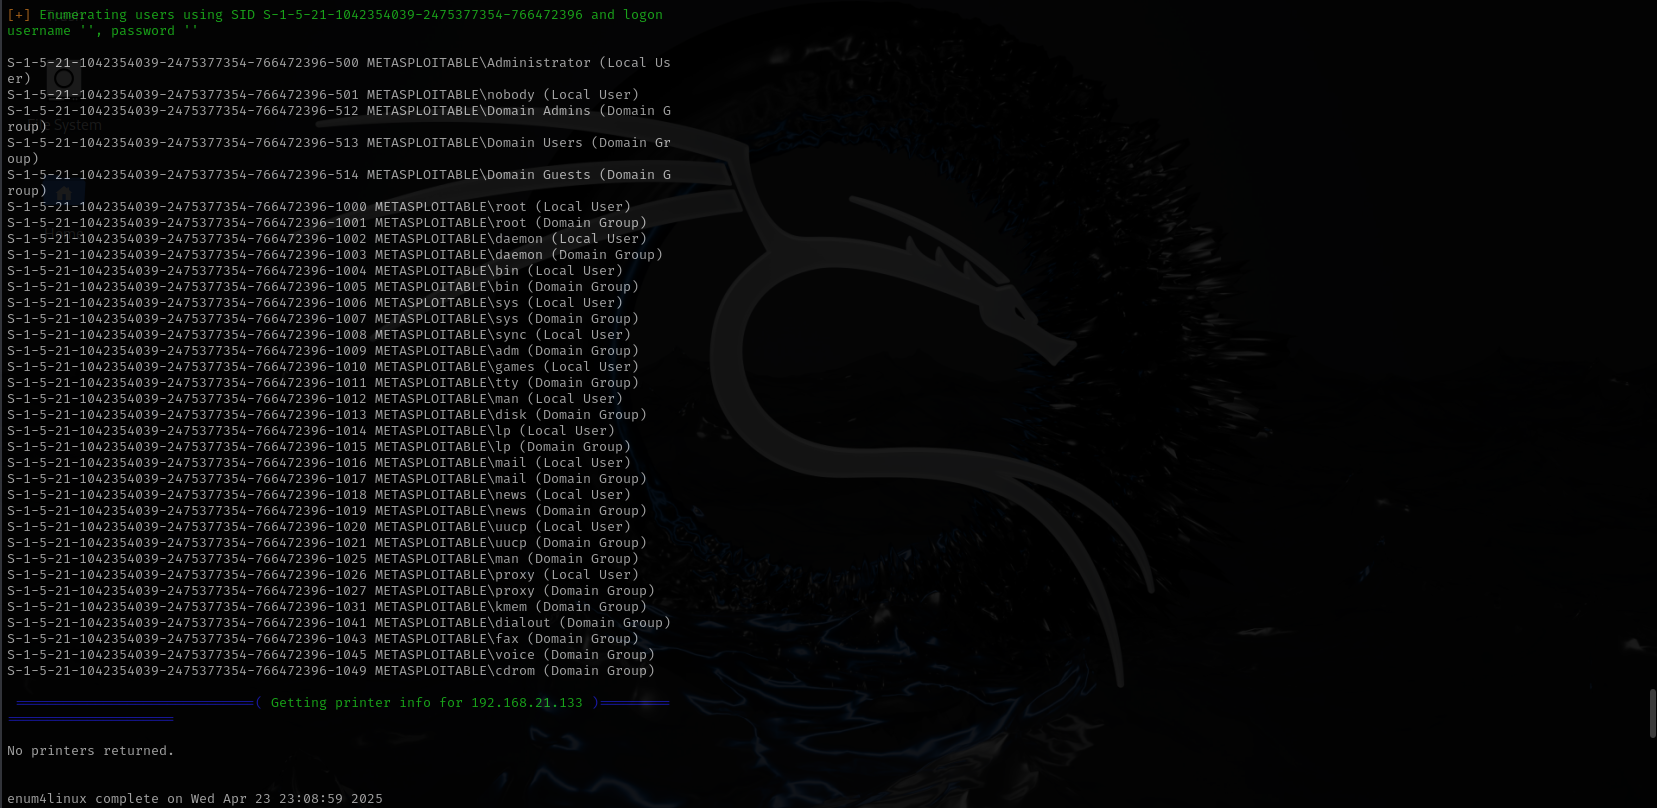 [+] Enumerating users using SID S-1-5-21-1042354039-2475377354-766472396 and logon
username '', password ''
S-1-5-21-1042354039-2475377354-766472396-500 METASPLOITABLE\Administrator (Local Us
er)
S-1-5-21-1042354039-2475377354-766472396-501 METASPLOITABLE\nobody (Local User)
S-1-5-21-1042354039-2475377354-766472396-512 METASPLOITABLE\Domain Admins (Domain G
roup)
S-1-5-21-1042354039-2475377354-766472396-513 METASPLOITABLE\Domain Users (Domain Gr
oup)
S-1-5-21-1042354039-2475377354-766472396-514 METASPLOITABLE\Domain Guests (Domain G
roup)
S-1-5-21-1042354039-2475377354-766472396-1000 METASPLOITABLE\root (Local User)
S-1-5-21-1042354039-2475377354-766472396-1001 METASPLOITABLE\root (Domain Group)
S-1-5-21-1042354039-2475377354-766472396-1002 METASPLOITABLE\daemon (Local User)
S-1-5-21-1042354039-2475377354-766472396-1003 METASPLOITABLE\daemon (Domain Group)
S-1-5-21-1042354039-2475377354-766472396-1004 METASPLOITABLE\bin (Local User)
S-1-5-21-1042354039-2475377354-766472396-1005 METASPLOITABLE\bin (Domain Group)
S-1-5-21-1042354039-2475377354-766472396-1006 METASPLOITABLE\sys (Local User)
S-1-5-21-1042354039-2475377354-766472396-1007 METASPLOITABLE\sys (Domain Group)
S-1-5-21-1042354039-2475377354-766472396-1008 METASPLOITABLE\sync (Local User)
S-1-5-21-1042354039-2475377354-766472396-1009 METASPLOITABLE\adm (Domain Group)
S-1-5-21-1042354039-2475377354-766472396-1010 METASPLOITABLE\games (Local User)
S-1-5-21-1042354039-2475377354-766472396-1011 METASPLOITABLE\tty (Domain Group)
S-1-5-21-1042354039-2475377354-766472396-1012 METASPLOITABLE\man (Local User)
S-1-5-21-1042354039-2475377354-766472396-1013 METASPLOITABLE\disk (Domain Group)
S-1-5-21-1042354039-2475377354-766472396-1014 METASPLOITABLE\lp (Local User)
S-1-5-21-1042354039-2475377354-766472396-1015 METASPLOITABLE\lp (Domain Group)
S-1-5-21-1042354039-2475377354-766472396-1016 METASPLOITABLE\mail (Local User)
S-1-5-21-1042354039-2475377354-766472396-1017 METASPLOITABLE\mail (Domain Group)
S-1-5-21-1042354039-2475377354-766472396-1018 METASPLOITABLE\news (Local User)
S-1-5-21-1042354039-2475377354-766472396-1019 METASPLOITABLE\news (Domain Group)
S-1-5-21-1042354039-2475377354-766472396-1020 METASPLOITABLE\uucp (Local User)
S-1-5-21-1042354039-2475377354-766472396-1021 METASPLOITABLE\uucp (Domain Group)
S-1-5-21-1042354039-2475377354-766472396-1025 METASPLOITABLE\man (Domain Group)
S-1-5-21-1042354039-2475377354-766472396-1026 METASPLOITABLE\proxy (Local User)
S-1-5-21-1042354039-2475377354-766472396-1027 METASPLOITABLE\proxy (Domain Group)
S-1-5-21-1042354039-2475377354-766472396-1031 METASPLOITABLE\kmem (Domain Group)
S-1-5-21-1042354039-2475377354-766472396-1041 METASPLOITABLE\dialout (Domain Group)
S-1-5-21-1042354039-2475377354-766472396-1043 METASPLOITABLE\fax (Domain Group)
S-1-5-21-1042354039-2475377354-766472396-1045 METASPLOITABLE\voice (Domain Group)
S-1-5-21-1042354039-2475377354-766472396-1049 METASPLOITABLE\cdrom (Domain Group)
==============================( Getting printer info for 192.168.21.133 )=========
=====================
No printers returned.
enum4linux complete on Wed Apr 23 23:08:59 2025